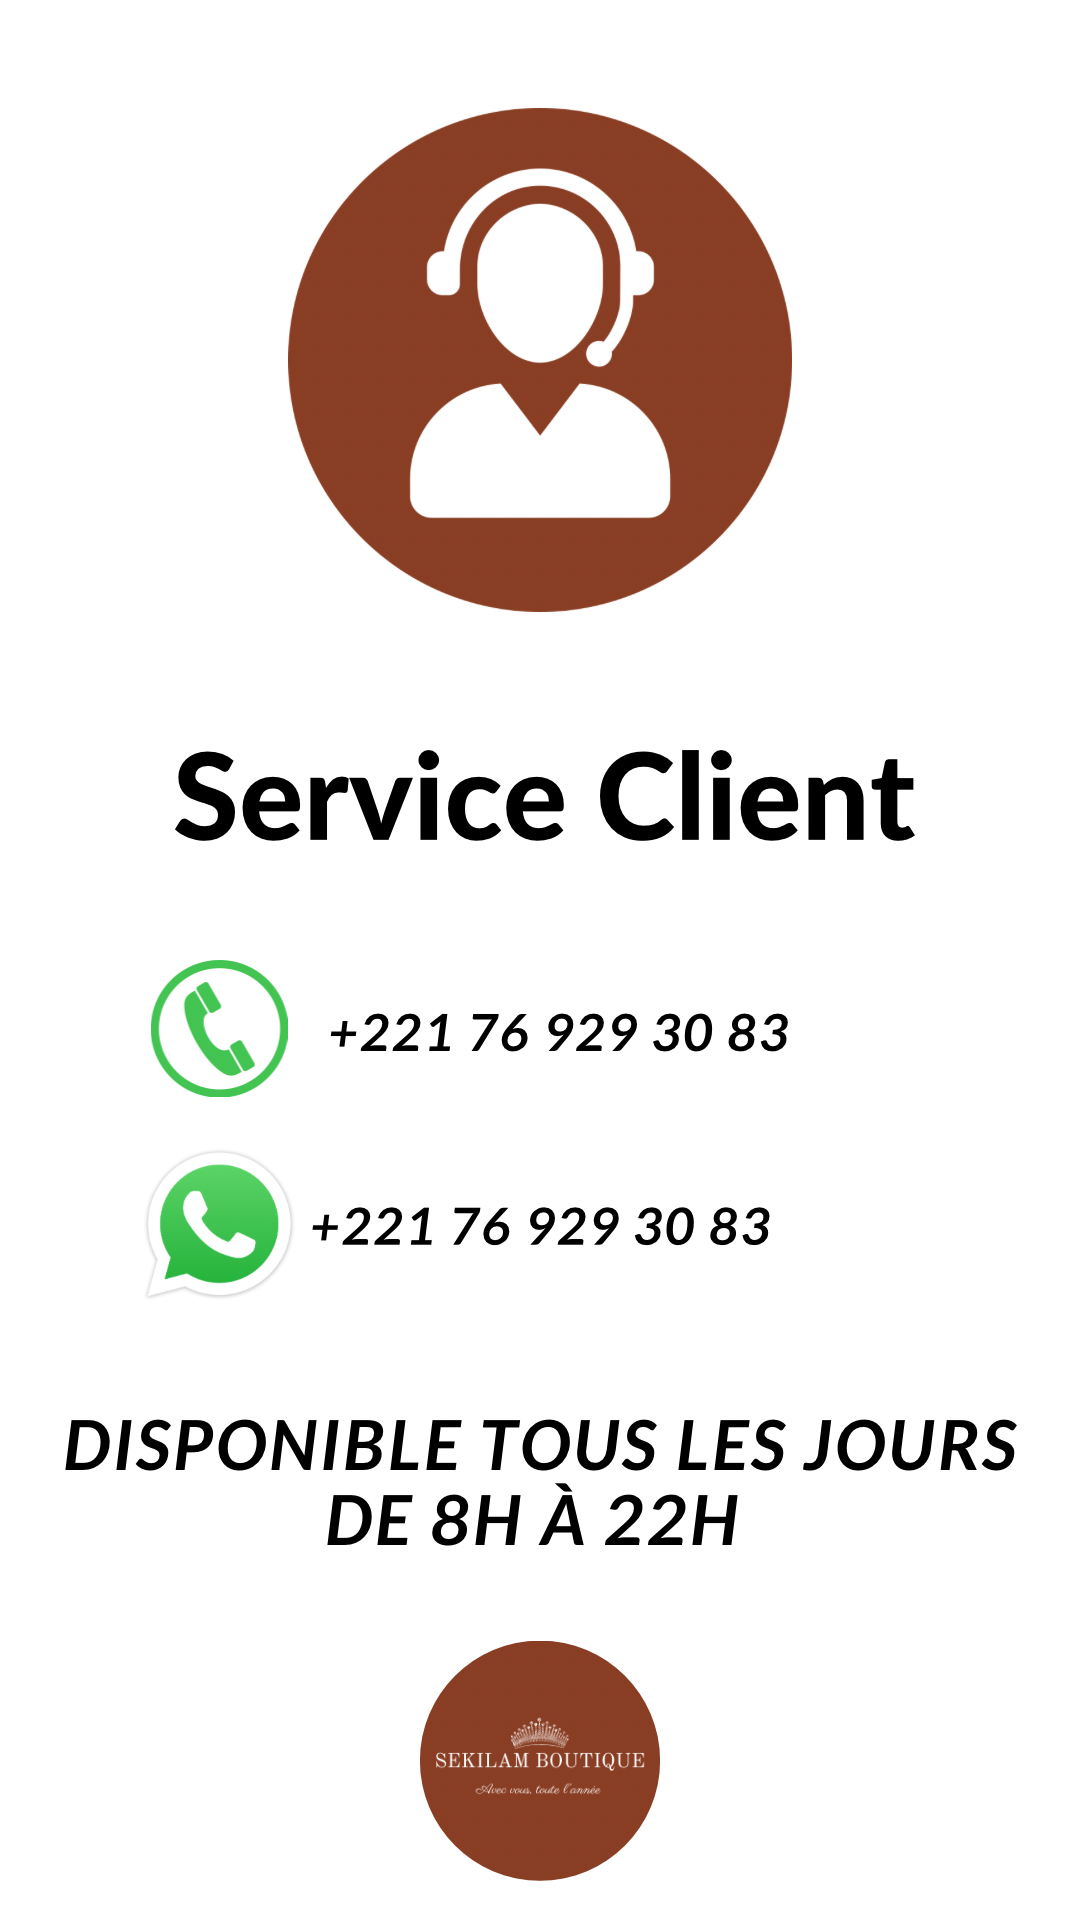 Service Client
+221 76 929 30 83
+221 76 929 30 83
DISPONIBLE TOUS LES JOURS
DE 8H À 22H
SEKILAM BOUTIQUE
Avec vous, toute l'année